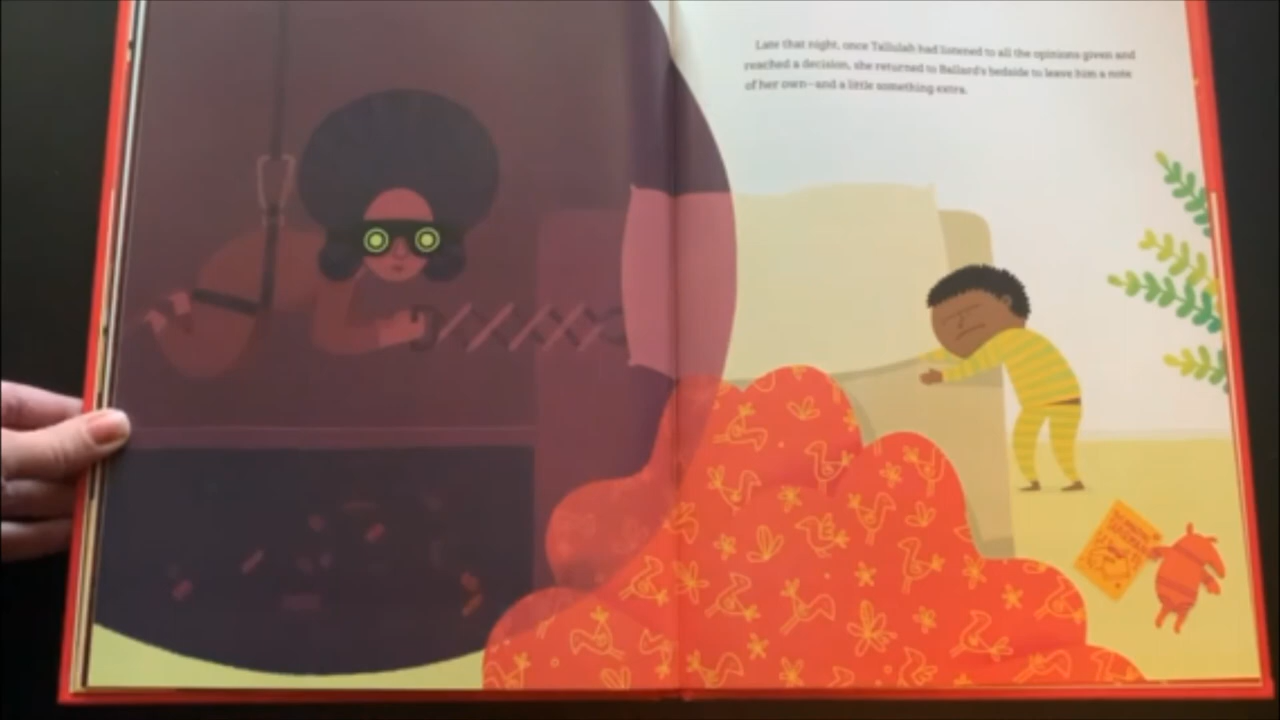 Late that night, once Tallulah had listened to all the opinions given and
reached a decision, she returned to Ballard's bedside to leave him a note
of her own—and a little something extra.